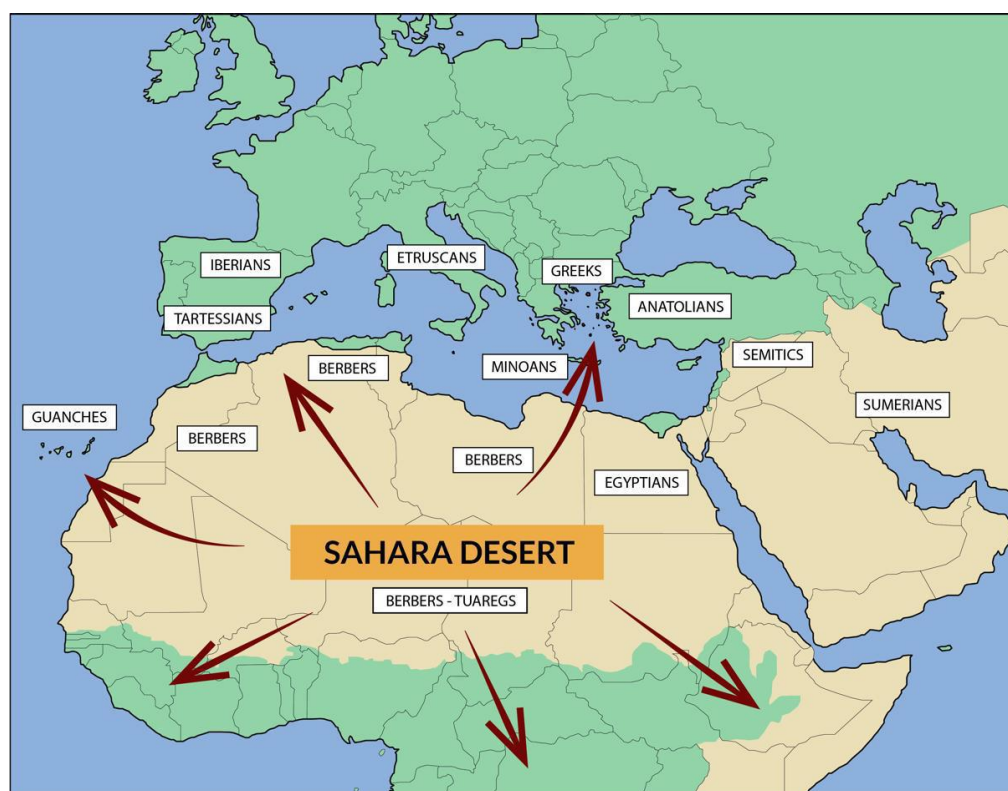 IBERIANS
ETRUSCANS
GREEKS
TARTESSIANS
ANATOLIANS
BERBERS
MINOANS
SEMITICS
GUANCHES
BERBERS
BERBERS
SUMERIANS
EGYPTIANS
SAHARA DESERT
BERBERS - TUAREGS